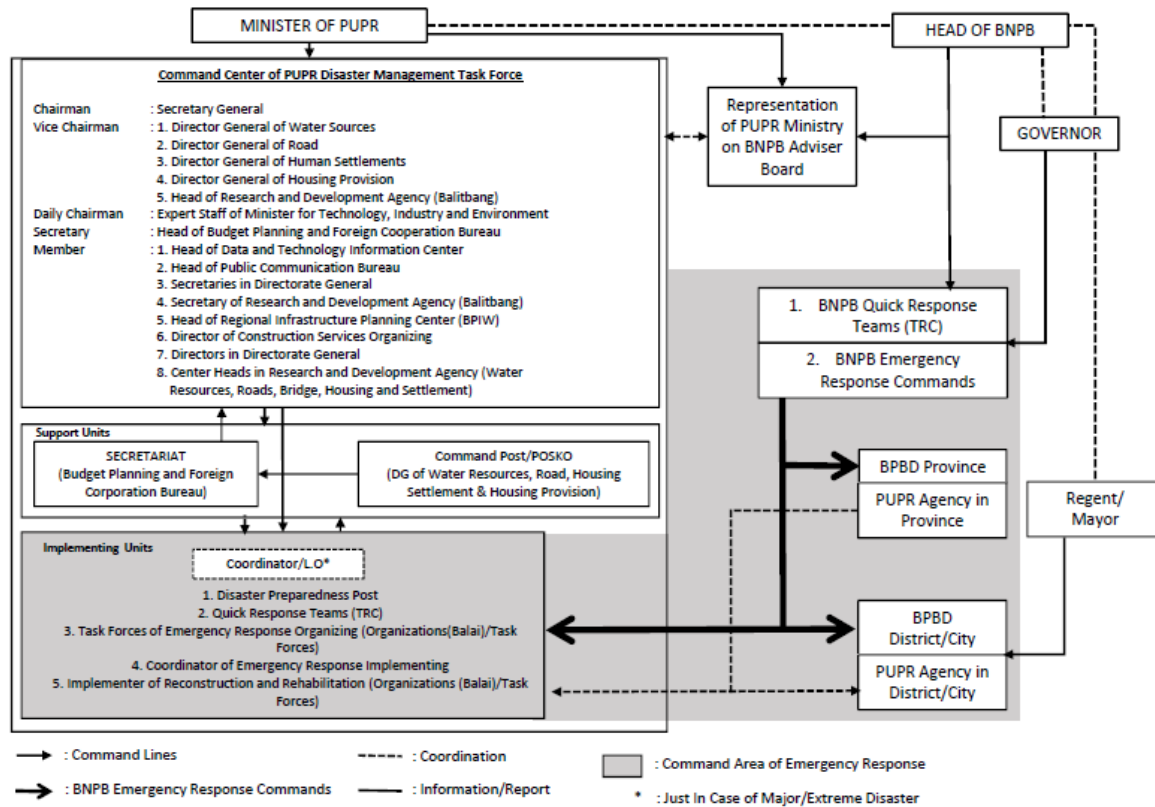 MINISTER OF PUPR
HEAD OF BNPB
Command Center of PUPR Disaster Management Task Force
Chairman : Secretary General
Vice Chairman : 1. Director General of Water Sources
2. Director General of Road
3. Director General of Human Settlements
4. Director General of Housing Provision
5. Head of Research and Development Agency (Balitbang)
Daily Chairman : Expert Staff of Minister for Technology, Industry and Environment
Secretary : Head of Budget Planning and Foreign Cooperation Bureau
Member : 1. Head of Data and Technology Information Center
2. Head of Public Communication Bureau
3. Secretaries in Directorate General
4. Secretary of Research and Development Agency (Balitbang)
5. Head of Regional Infrastructure Planning Center (BPIW)
6. Director of Construction Services Organizing
7. Directors in Directorate General
8. Center Heads in Research and Development Agency (Water
Resources, Roads, Bridge, Housing and Settlement)
Representation
of PUPR Ministry
on BNPB Adviser
Board
GOVERNOR
1. BNPB Quick Response
Teams (TRC)
2. BNPB Emergency
Response Commands
Support Units
SECRETARIAT
(Budget Planning and Foreign
Corporation Bureau)
Command Post/POSKO
(DG of Water Resources, Road, Housing
Settlement & Housing Provision)
BPBD Province
PUPR Agency in
Province
Regent/
Mayor
Implementing Units
Coordinator/L.O*
1. Disaster Preparedness Post
2. Quick Response Teams (TRC)
3. Task Forces of Emergency Response Organizing (Organizations(Balai)/Task
Forces)
4. Coordinator of Emergency Response Implementing
5. Implementer of Reconstruction and Rehabilitation (Organizations (Balai)/Task
Forces)
BPBD
District/City
PUPR Agency in
District/City
: Command Lines
: Coordination
: Command Area of Emergency Response
: BNPB Emergency Response Commands
: Information/Report
* : Just In Case of Major/Extreme Disaster